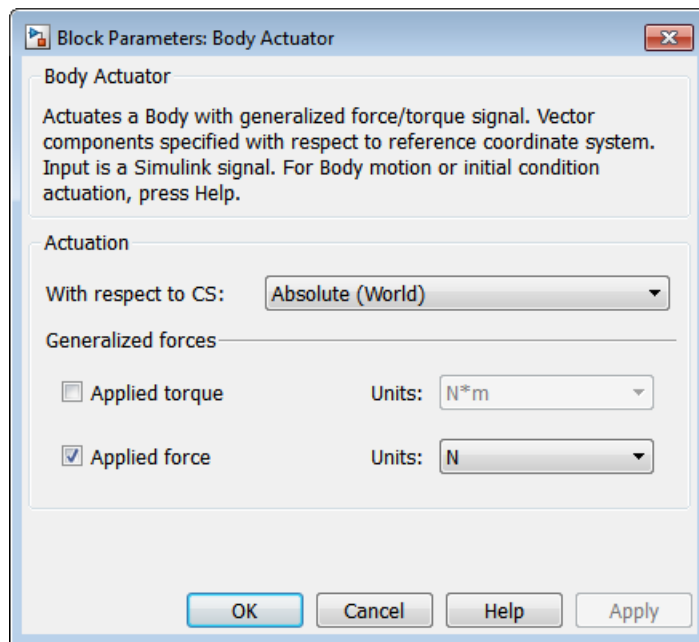 Block Parameters: Body Actuator
Body Actuator
Actuates a Body with generalized force/torque signal. Vector
components specified with respect to reference coordinate system.
Input is a Simulink signal. For Body motion or initial condition
actuation, press Help.
Actuation
With respect to CS: Absolute (World)
Generalized forces
Applied torque Units: N*m
Applied force Units: N
OK Cancel Help Apply